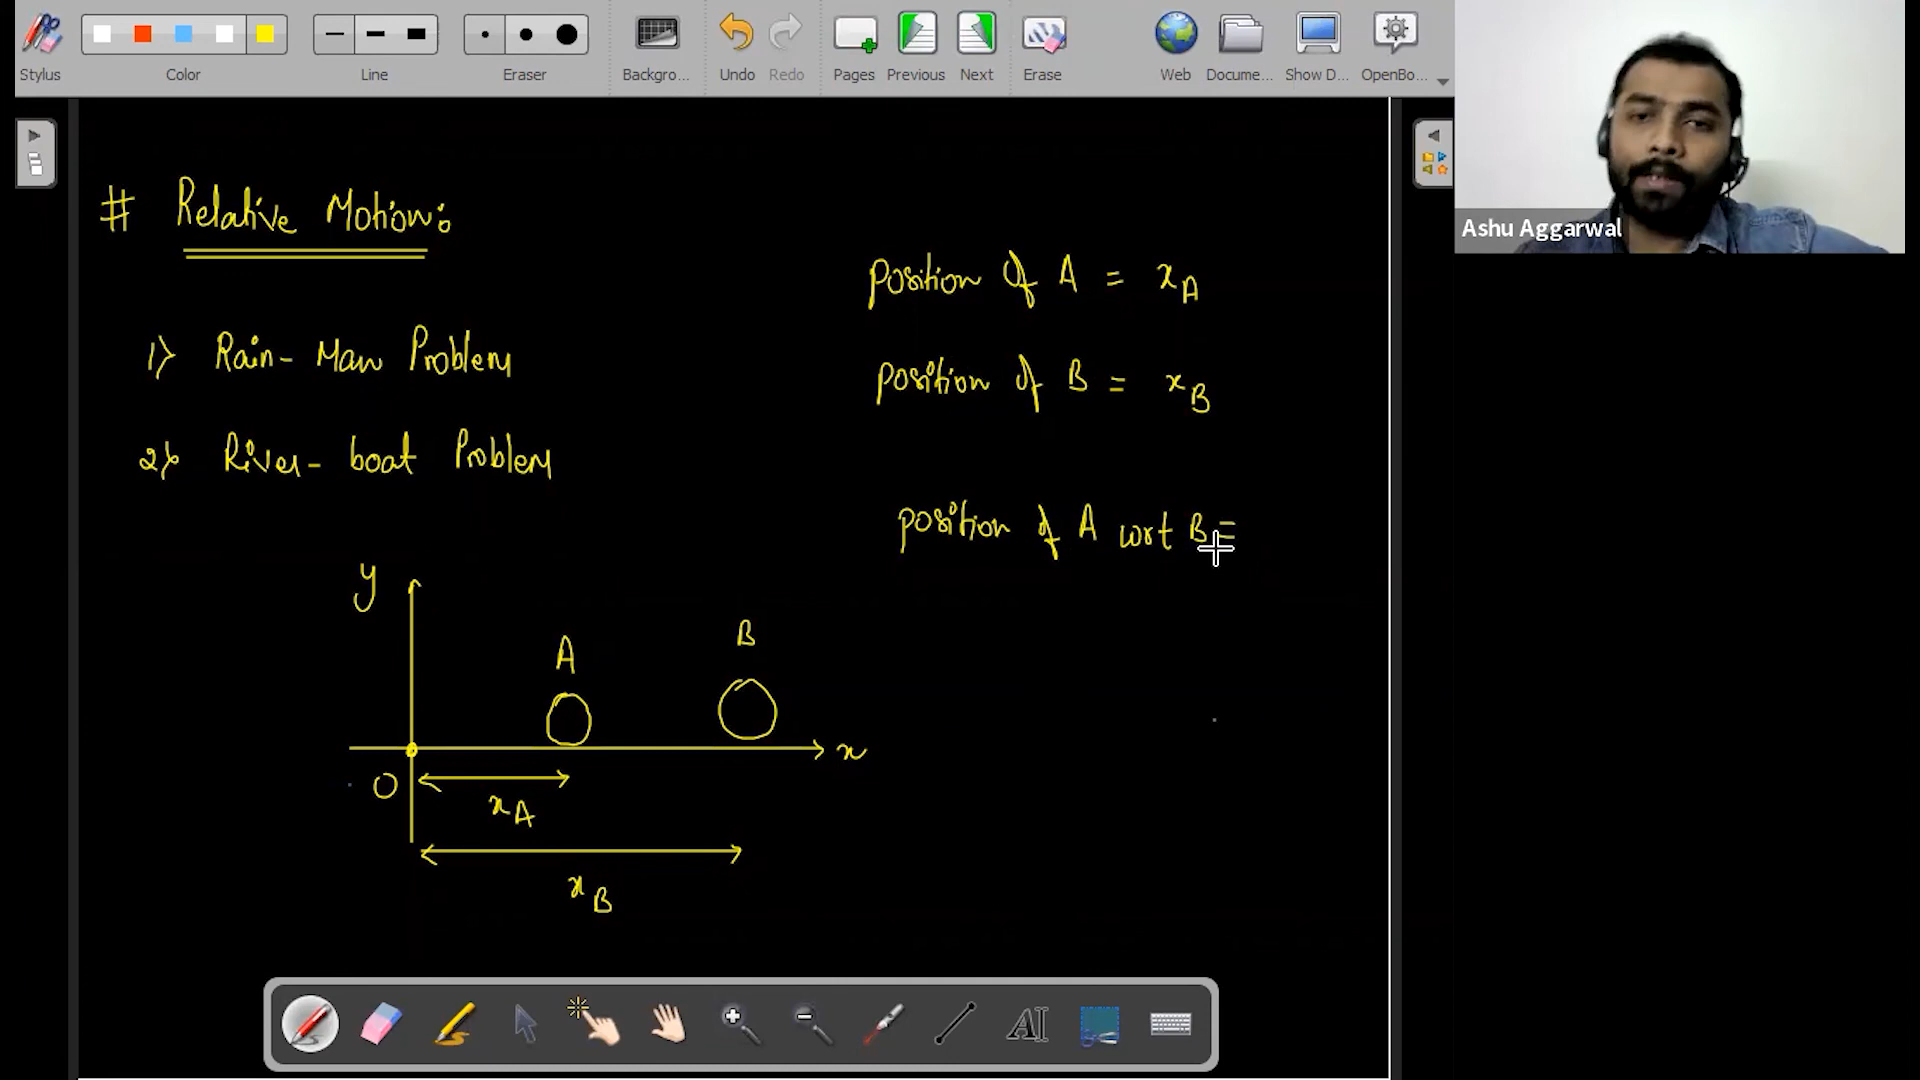 Stylus Color Line Eraser Backgro... Undo Redo Pages Previous Next Erase Web Docume... Show D... OpenBo...
Ashu Aggarwal
# Relative Motion:
1) Rain-Man Problem
2) River-boat Problem
position of A = xA
position of B = xB
position of A wrt B =
y
A
B
x
O
xA
xB
AI